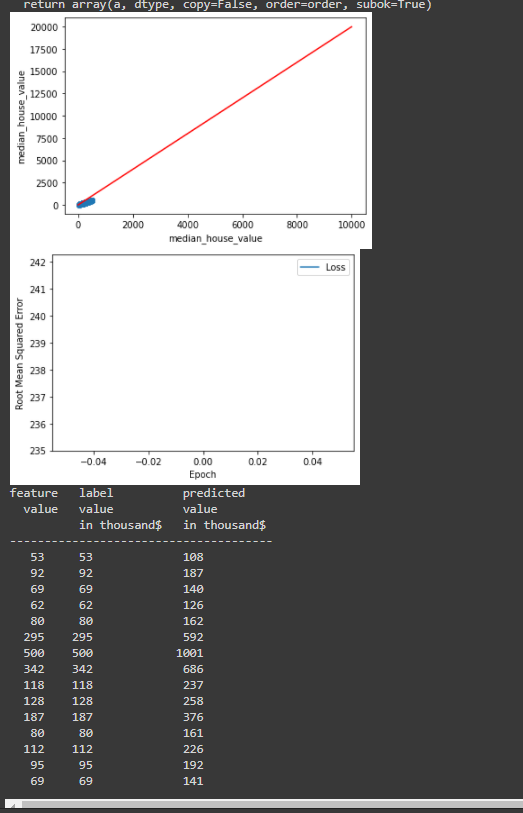 return array(a, dtype, copy=False, order=order, subok=True)
20000
17500
15000
12500
10000
7500
5000
2500
0
median_house_value
0 2000 4000 6000 8000 10000
median_house_value
242
241
240
239
238
237
236
235
Root Mean Squared Error
Loss
−0.04 −0.02 0.00 0.02 0.04
Epoch
feature label predicted
value value value
in thousand$ in thousand$
--------------------------------------
53 53 108
92 92 187
69 69 140
62 62 126
80 80 162
295 295 592
500 500 1001
342 342 686
118 118 237
128 128 258
187 187 376
80 80 161
112 112 226
95 95 192
69 69 141